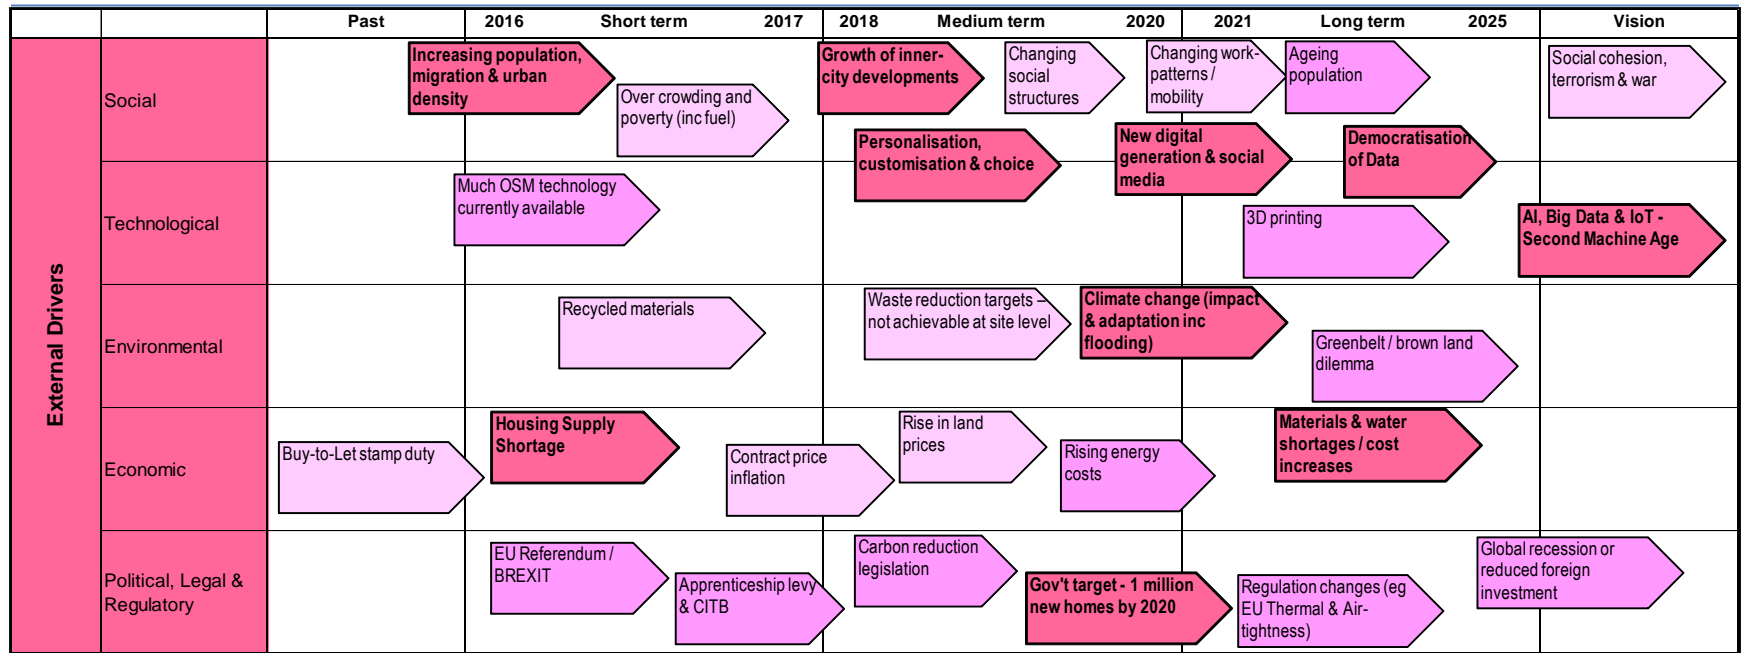 Past
2016
Short term
2017
2018
Medium term
2020
2021
Long term
2025
Vision
External Drivers
Social
Increasing population,
migration & urban
density
Over crowding and
poverty (inc fuel)
Growth of inner-
city developments
Changing
social
structures
Changing work-
patterns /
mobility
Ageing
population
Social cohesion,
terrorism & war
Personalisation,
customisation & choice
New digital
generation & social
media
Democratisation
of Data
Technological
Much OSM technology
currently available
3D printing
AI, Big Data & IoT -
Second Machine Age
Environmental
Recycled materials
Waste reduction targets –
not achievable at site level
Climate change (impact
& adaptation inc
flooding)
Greenbelt / brown land
dilemma
Economic
Buy-to-Let stamp duty
Housing Supply
Shortage
Contract price
inflation
Rise in land
prices
Rising energy
costs
Materials & water
shortages / cost
increases
Political, Legal &
Regulatory
EU Referendum /
BREXIT
Apprenticeship levy
& CITB
Carbon reduction
legislation
Gov't target - 1 million
new homes by 2020
Regulation changes (eg
EU Thermal & Air-
tightness)
Global recession or
reduced foreign
investment